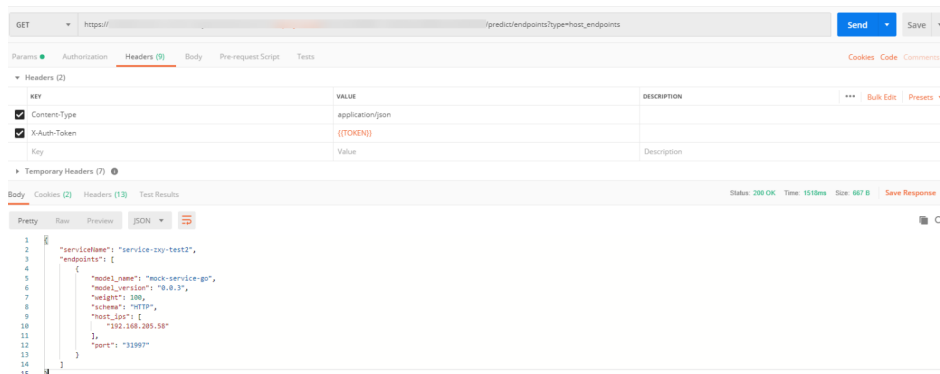 GET https:// /predict/endpoints?type=host_endpoints Send Save
Params Authorisation Headers (9) Body Pre-request Script Tests Cookies Code Comments
Headers (2)
KEY VALUE DESCRIPTION ••• Bulk Edit Presets
Content-Type application/json
X-Auth-Token {{TOKEN}}
Key Value Description
Temporary Headers (7)
Body Cookies (2) Headers (13) Test Results Status: 200 OK Time: 1518ms Size: 667 B Save Response
Pretty Raw Preview JSON
1 {
2 "serviceName": "service-zxy-test2",
3 "endpoints": [
4 {
5 "model_name": "mock-service-go",
6 "model_version": "0.0.3",
7 "weight": 100,
8 "schema": "HTTP",
9 "host_ips": [
10 "192.168.205.58"
11 ],
12 "port": "31997"
13 }
14 ]
15 }